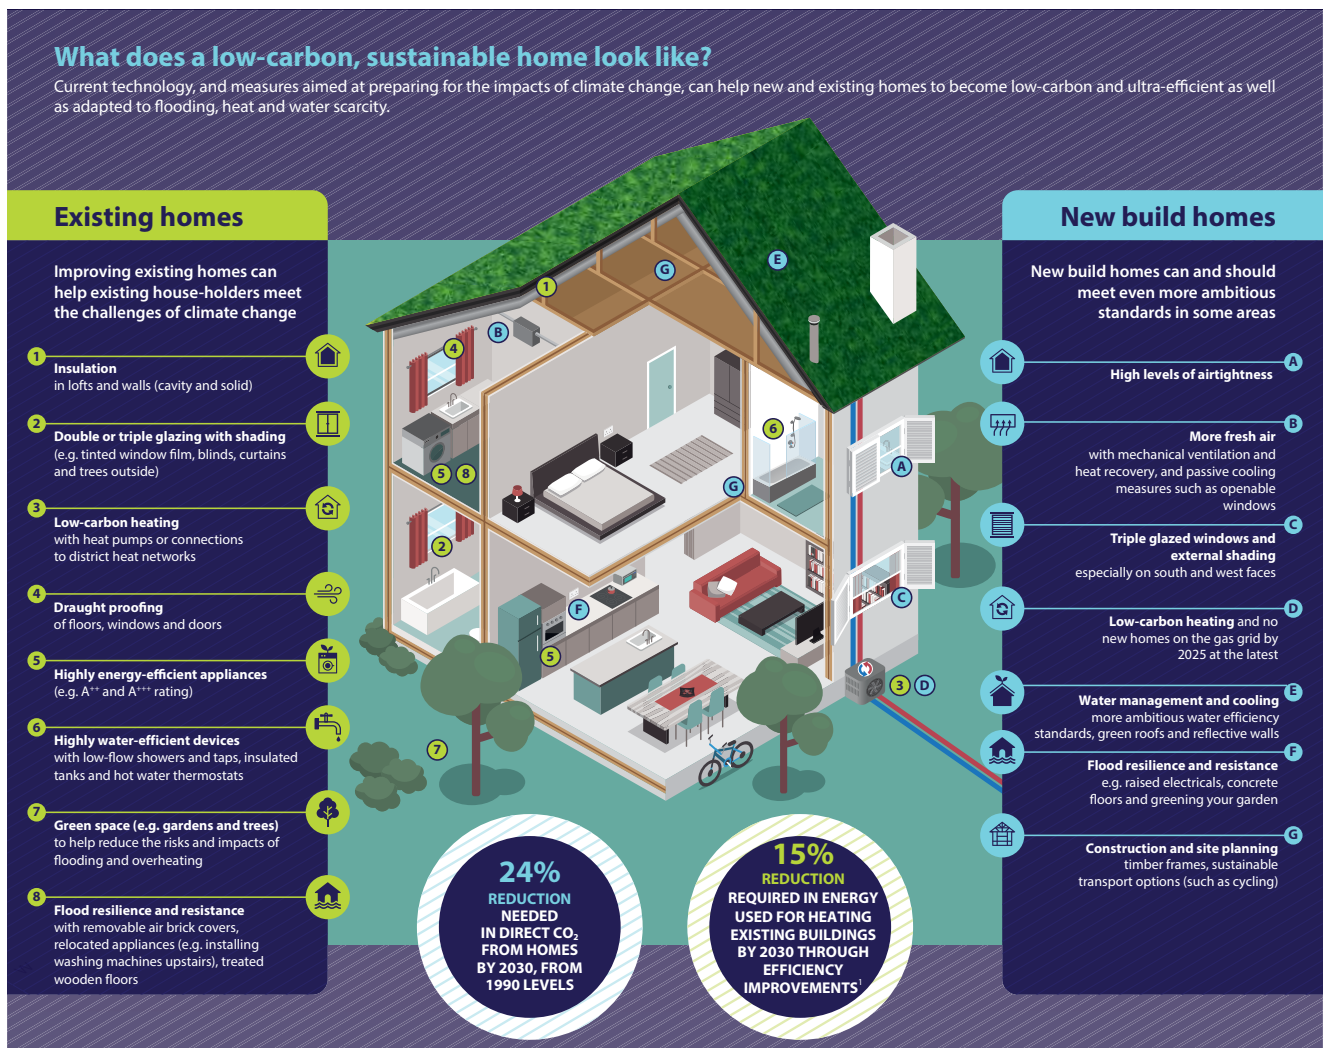 What does a low-carbon, sustainable home look like?
Current technology, and measures aimed at preparing for the impacts of climate change, can help new and existing homes to become low-carbon and ultra-efficient as well
as adapted to flooding, heat and water scarcity.
Existing homes
Improving existing homes can
help existing house-holders meet
the challenges of climate change
1
Insulation
in lofts and walls (cavity and solid)
2
Double or triple glazing with shading
(e.g. tinted window film, blinds, curtains
and trees outside)
3
Low-carbon heating
with heat pumps or connections
to district heat networks
4
Draught proofing
of floors, windows and doors
5
Highly energy-efficient appliances
(e.g. A++ and A+++ rating)
6
Highly water-efficient devices
with low-flow showers and taps, insulated
tanks and hot water thermostats
7
Green space (e.g. gardens and trees)
to help reduce the risks and impacts of
flooding and overheating
8
Flood resilience and resistance
with removable air brick covers,
relocated appliances (e.g. installing
washing machines upstairs), treated
wooden floors
E
G
1
B
4
6
A
5 8
G
2
C
F
5
3 D
7
24%
REDUCTION
NEEDED
IN DIRECT CO₂
FROM HOMES
BY 2030, FROM
1990 LEVELS
15%
REDUCTION
REQUIRED IN ENERGY
USED FOR HEATING
EXISTING BUILDINGS
BY 2030 THROUGH
EFFICIENCY
IMPROVEMENTS¹
New build homes
New build homes can and should
meet even more ambitious
standards in some areas
A
High levels of airtightness
B
More fresh air
with mechanical ventilation and
heat recovery, and passive cooling
measures such as openable
windows
C
Triple glazed windows and
external shading
especially on south and west faces
D
Low-carbon heating and no
new homes on the gas grid by
2025 at the latest
E
Water management and cooling
more ambitious water efficiency
standards, green roofs and reflective walls
F
Flood resilience and resistance
e.g. raised electricals, concrete
floors and greening your garden
G
Construction and site planning
timber frames, sustainable
transport options (such as cycling)